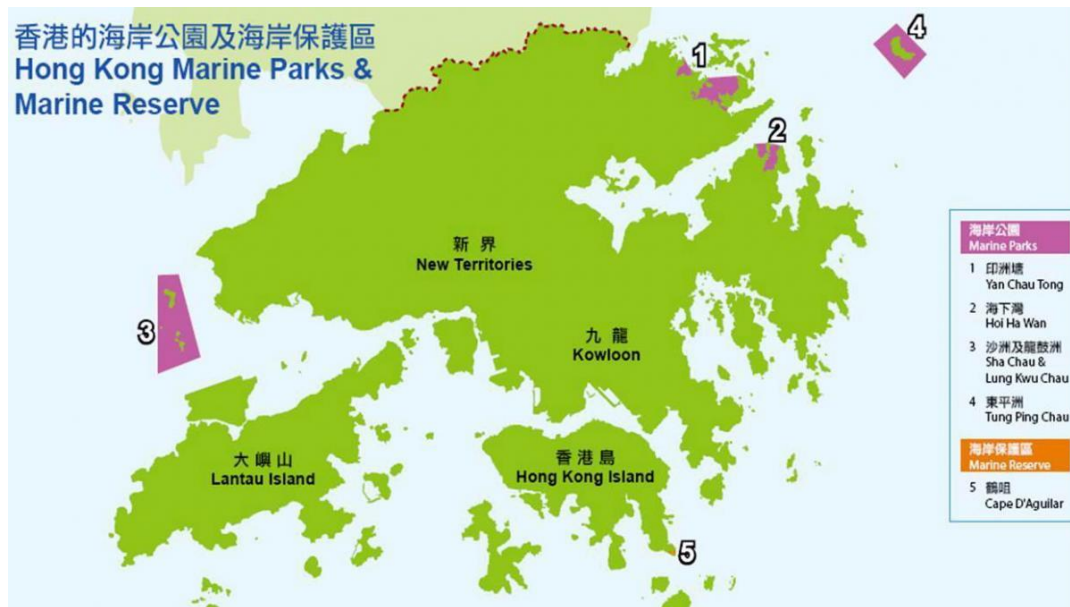 香港的海岸公園及海岸保護區
Hong Kong Marine Parks &
Marine Reserve
4
1
2
新界
New Territories
3
九龍
Kowloon
大嶼山
Lantau Island
香港島
Hong Kong Island
5
海岸公園
Marine Parks
1 印洲塘
Yan Chau Tong
2 海下灣
Hoi Ha Wan
3 沙洲及龍鼓洲
Sha Chau &
Lung Kwu Chau
4 東平洲
Tung Ping Chau
海岸保護區
Marine Reserve
5 鶴咀
Cape D'Aguilar